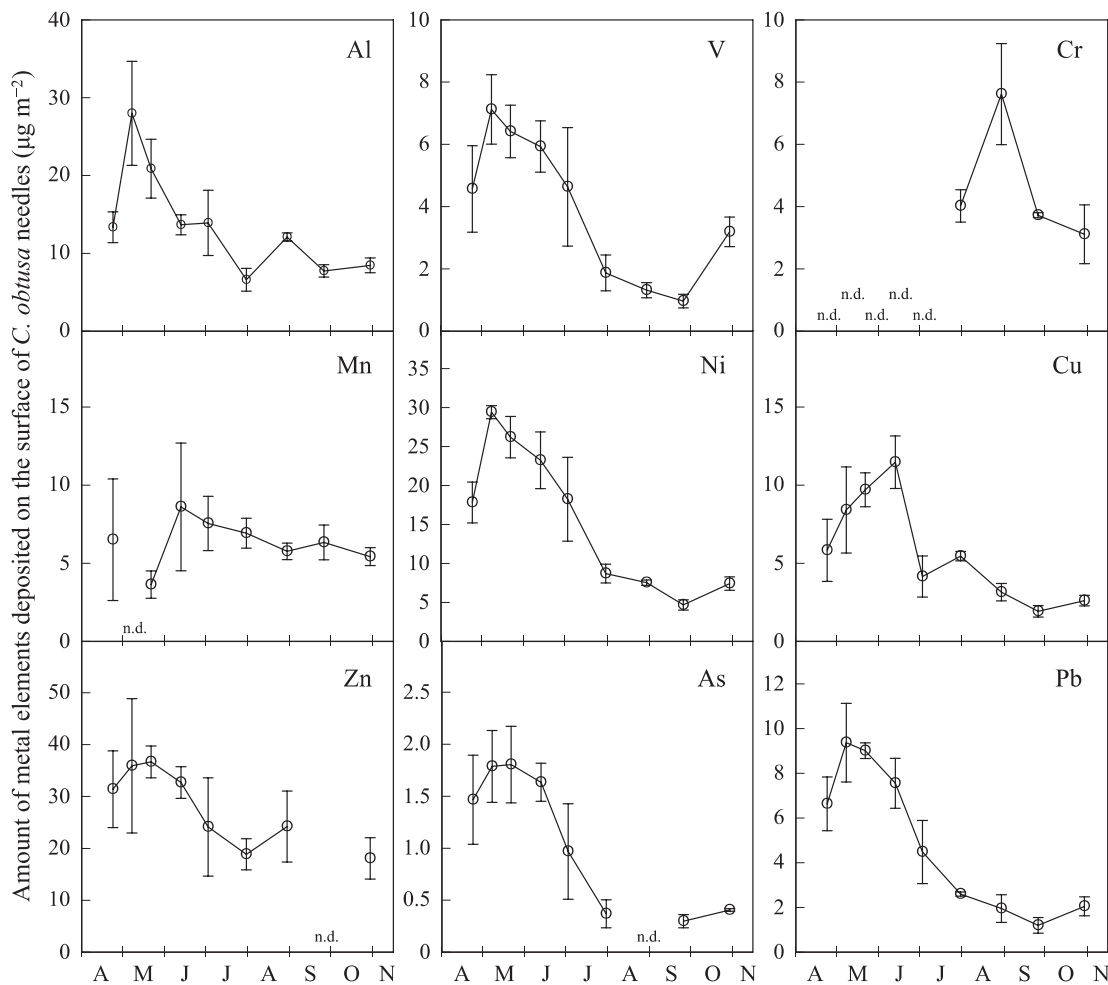 Amount of metal elements deposited on the surface of C. obtusa needles (μg m⁻²)
40
30
20
10
0
Al
10
8
6
4
2
0
V
10
8
6
4
2
0
Cr
n.d.
n.d.
n.d.
n.d.
n.d.
15
10
5
0
Mn
n.d.
35
30
25
20
15
10
5
0
Ni
15
10
5
0
Cu
50
40
30
20
10
0
Zn
n.d.
2.5
2.0
1.5
1.0
0.5
0
As
n.d.
12
10
8
6
4
2
0
Pb
A M J J A S O N
A M J J A S O N
A M J J A S O N